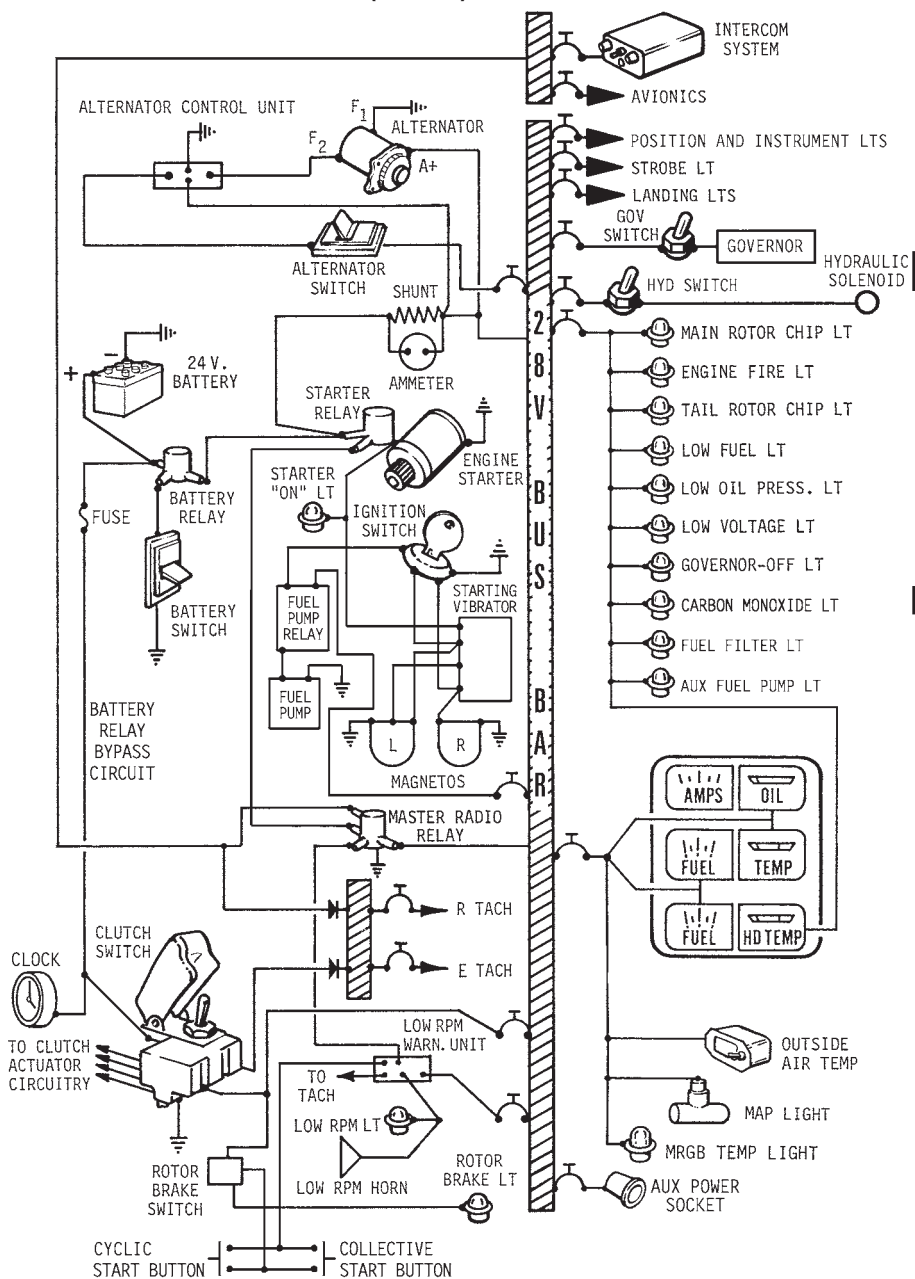 INTERCOM
SYSTEM
AVIONICS
ALTERNATOR CONTROL UNIT
F1
ALTERNATOR
F2
A+
POSITION AND INSTRUMENT LTS
STROBE LT
LANDING LTS
GOV
SWITCH
GOVERNOR
ALTERNATOR
SWITCH
HYD SWITCH
HYDRAULIC
SOLENOID
SHUNT
AMMETER
+
-
24 V.
BATTERY
28V BUS BAR
MAIN ROTOR CHIP LT
ENGINE FIRE LT
TAIL ROTOR CHIP LT
LOW FUEL LT
LOW OIL PRESS. LT
LOW VOLTAGE LT
GOVERNOR-OFF LT
CARBON MONOXIDE LT
FUEL FILTER LT
AUX FUEL PUMP LT
STARTER
RELAY
ENGINE
STARTER
STARTER
"ON" LT
IGNITION
SWITCH
BATTERY
RELAY
FUSE
BATTERY
SWITCH
FUEL
PUMP
RELAY
STARTING
VIBRATOR
FUEL
PUMP
L
R
MAGNETOS
BATTERY
RELAY
BYPASS
CIRCUIT
MASTER RADIO
RELAY
AMPS
OIL
FUEL
TEMP
FUEL
HD TEMP
R TACH
E TACH
CLUTCH
SWITCH
CLOCK
TO CLUTCH
ACTUATOR
CIRCUITRY
LOW RPM
WARN. UNIT
TO
TACH
LOW RPM LT
LOW RPM HORN
ROTOR
BRAKE LT
ROTOR
BRAKE
SWITCH
OUTSIDE
AIR TEMP
MAP LIGHT
MRGB TEMP LIGHT
AUX POWER
SOCKET
CYCLIC
START BUTTON
COLLECTIVE
START BUTTON